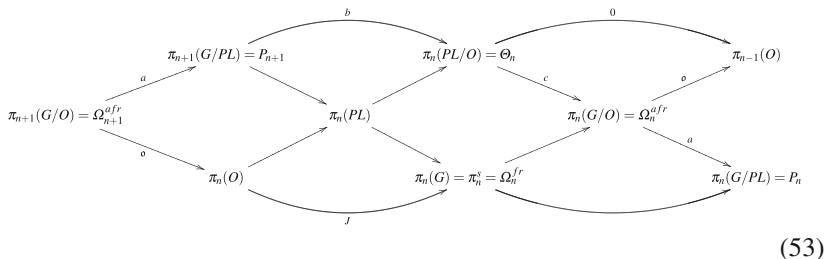 b 0
π_{n+1}(G/PL) = P_{n+1} π_n(PL/O) = Θ_n π_{n−1}(O)
a c 𝔬
π_{n+1}(G/O) = Ω^{afr}_{n+1} π_n(PL) π_n(G/O) = Ω^{afr}_n
𝔬 a
π_n(O) π_n(G) = π^s_n = Ω^{fr}_n π_n(G/PL) = P_n
J
(53)